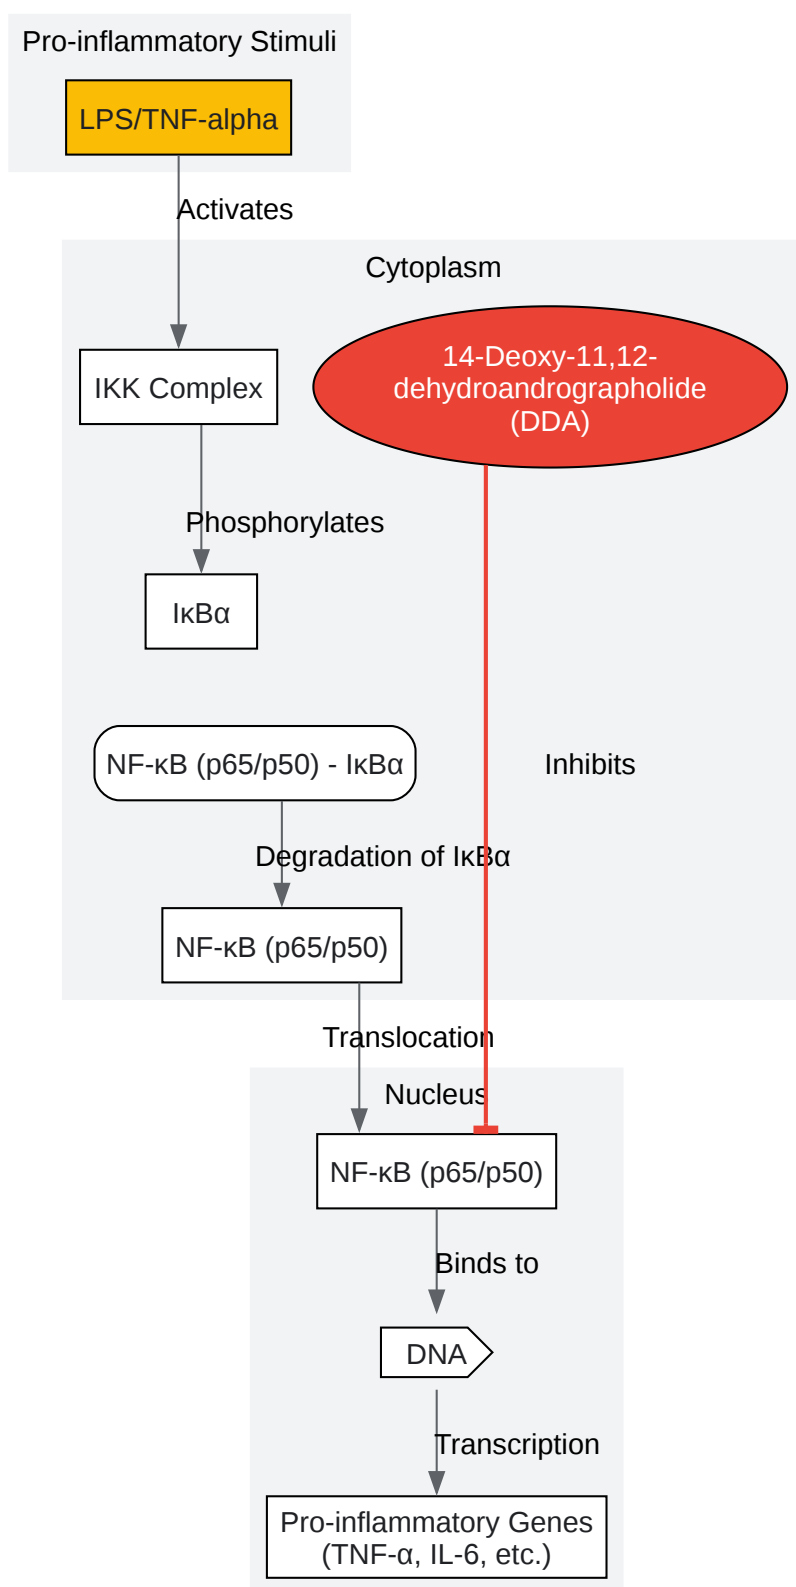 Pro-inflammatory Stimuli
LPS/TNF-alpha
Activates
Cytoplasm
IKK Complex
14-Deoxy-11,12-
dehydroandrographolide
(DDA)
Phosphorylates
IκBα
NF-κB (p65/p50) - IκBα
Inhibits
Degradation of IκBα
NF-κB (p65/p50)
Translocation
Nucleus
NF-κB (p65/p50)
Binds to
DNA
Transcription
Pro-inflammatory Genes
(TNF-α, IL-6, etc.)